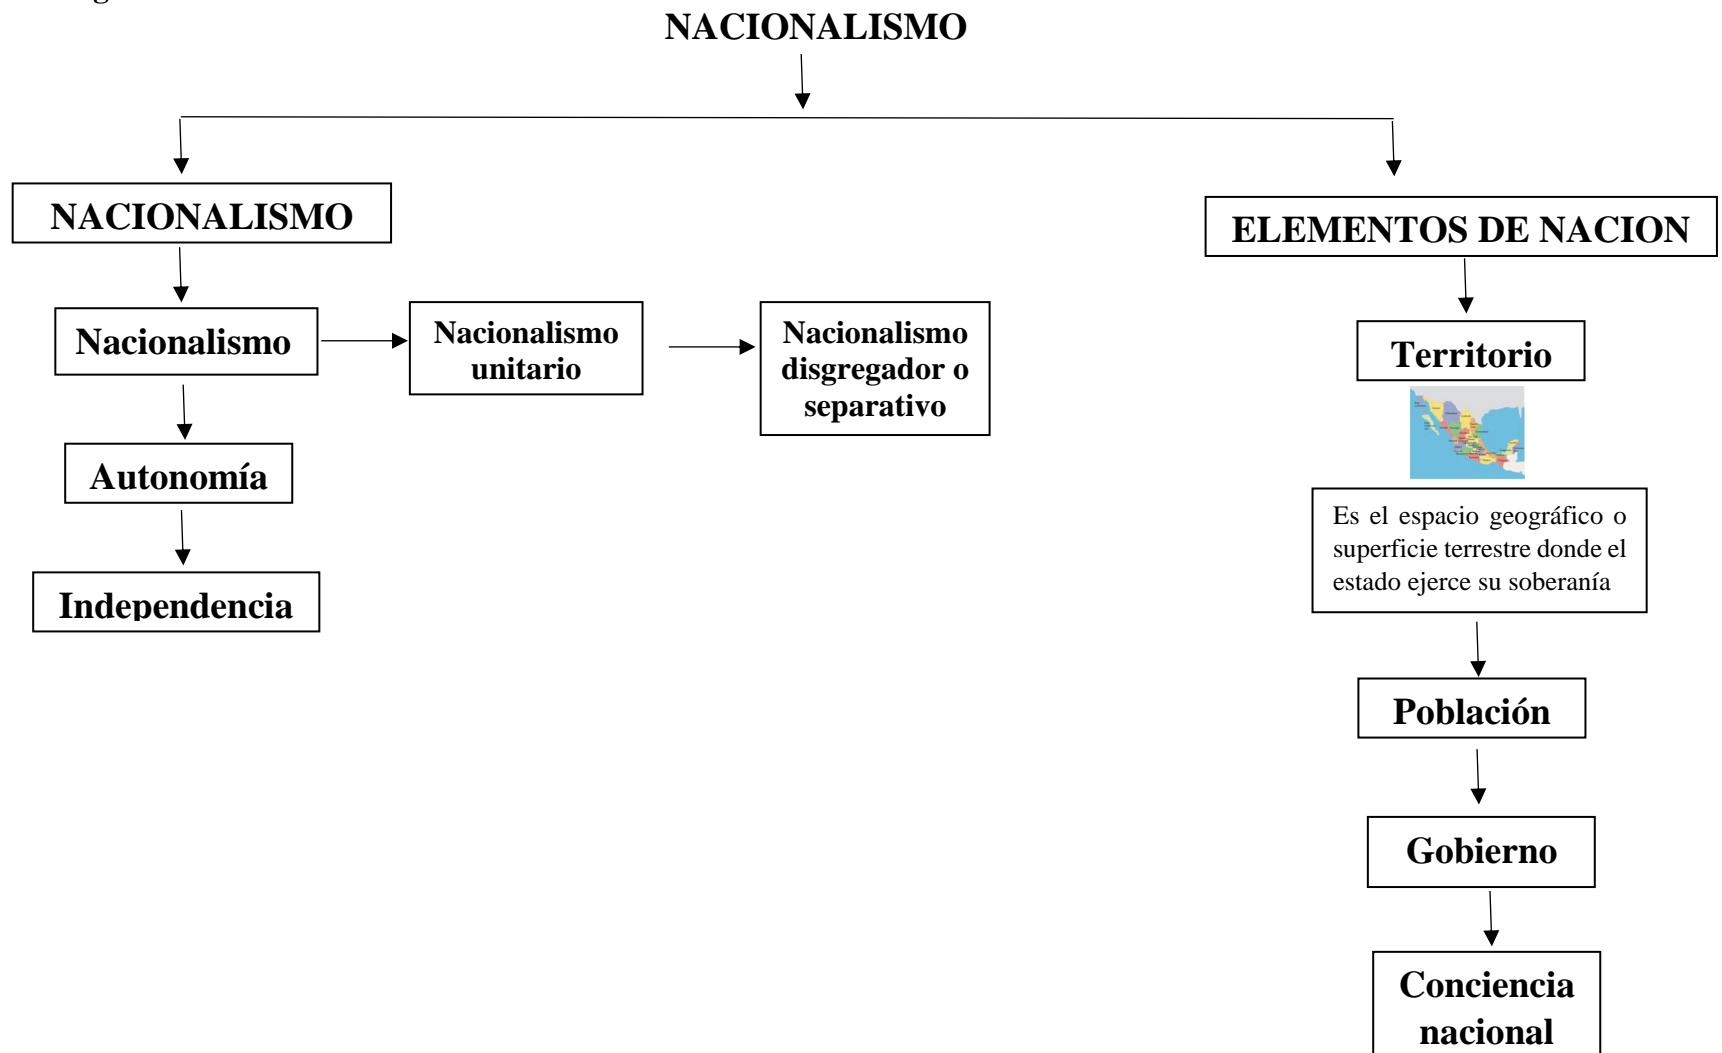 NACIONALISMO
NACIONALISMO
ELEMENTOS DE NACION
Nacionalismo
Nacionalismo
unitario
Nacionalismo
disgregador o
separativo
Territorio
Autonomía
Es el espacio geográfico o
superficie terrestre donde el
estado ejerce su soberanía
Independencia
Población
Gobierno
Conciencia
nacional